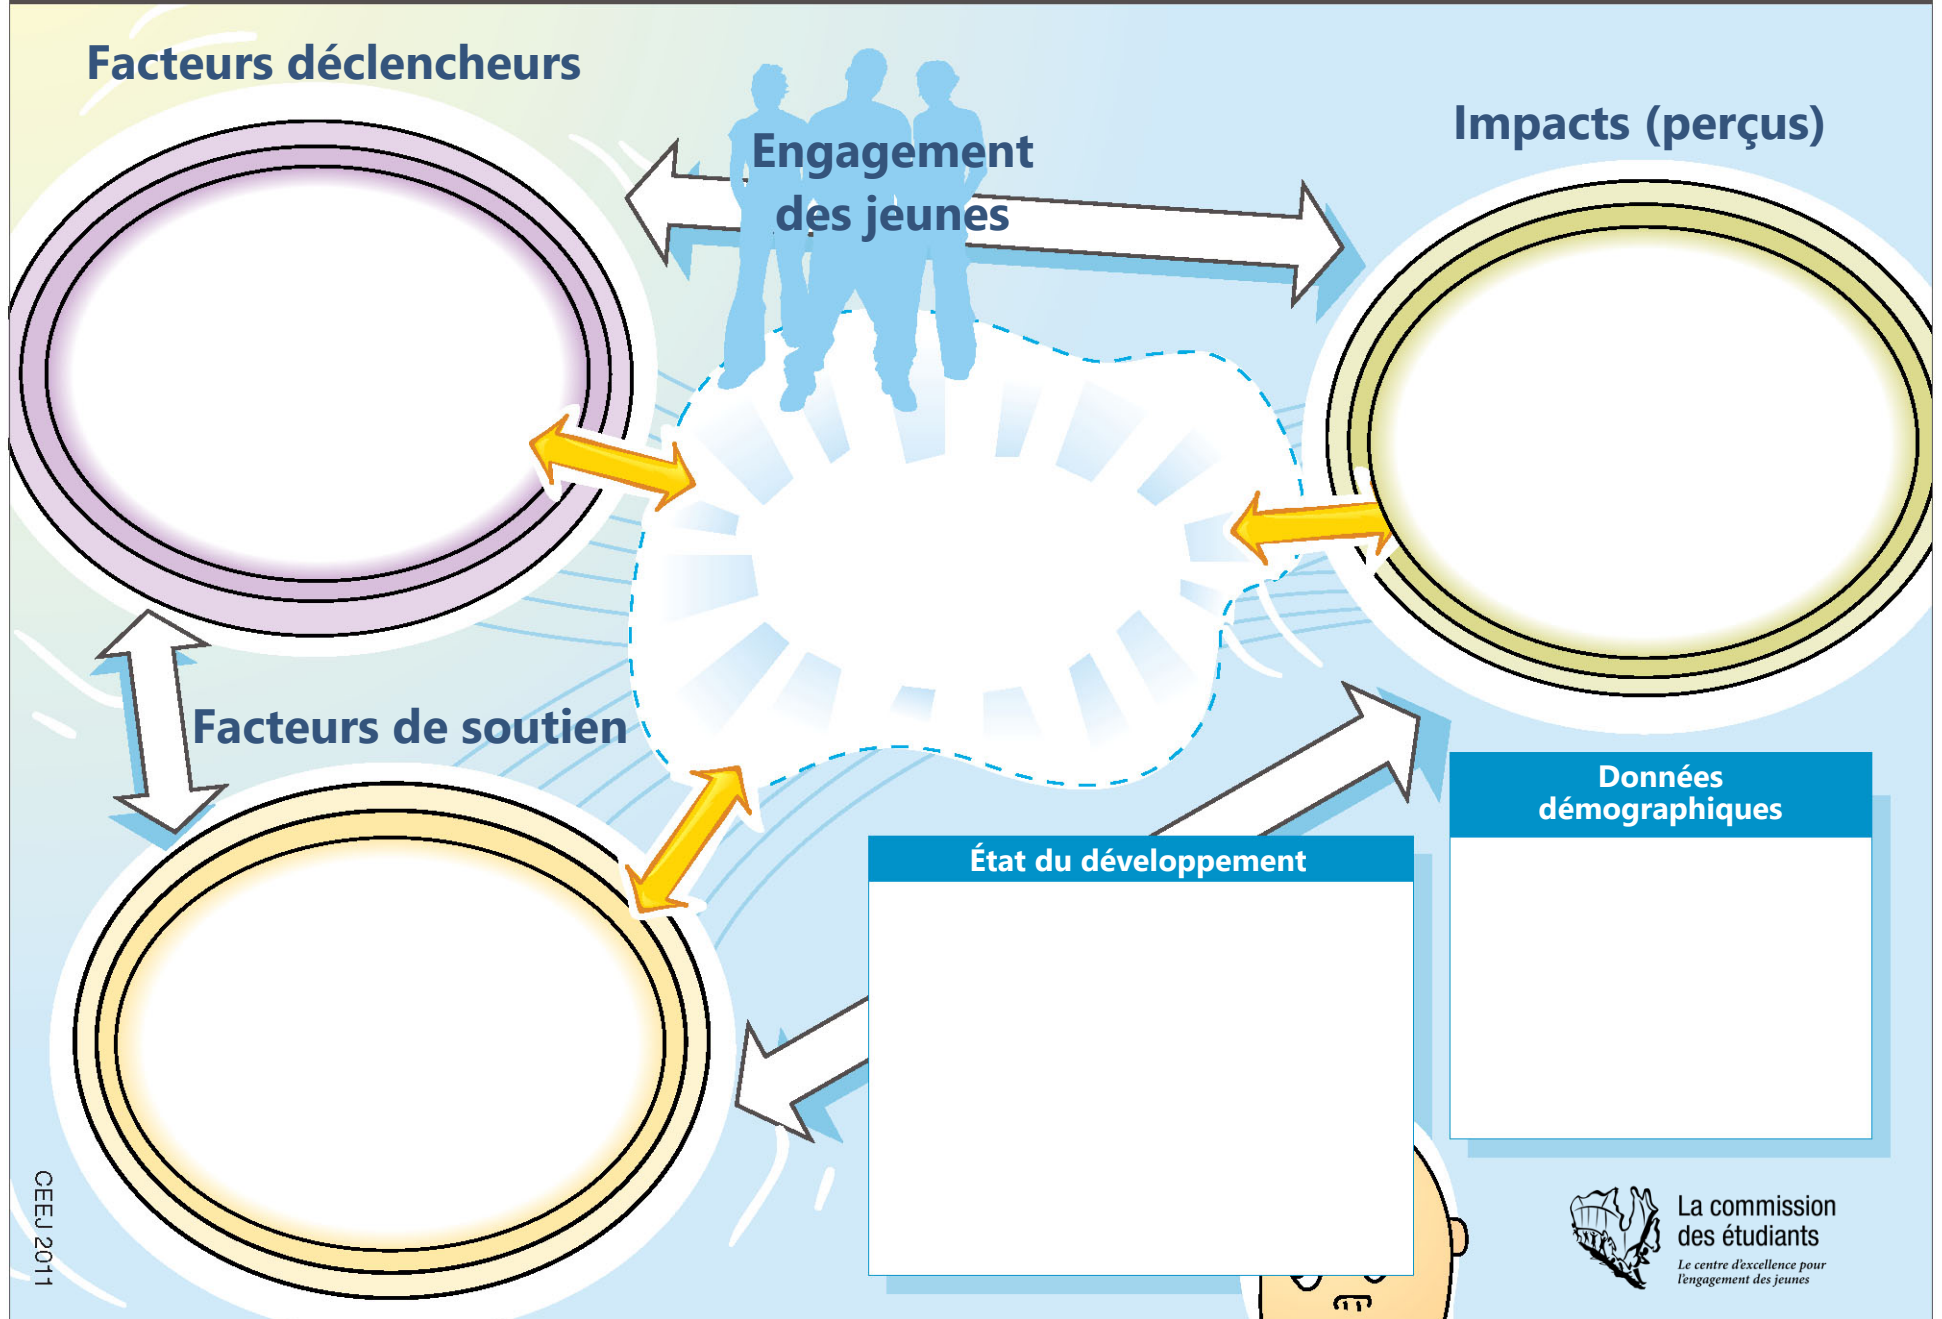 Facteurs déclencheurs
Engagement
des jeunes
Impacts (perçus)
Facteurs de soutien
État du développement
Données
démographiques
CEEJ 2011
La commission
des étudiants
Le centre d'excellence pour
l'engagement des jeunes